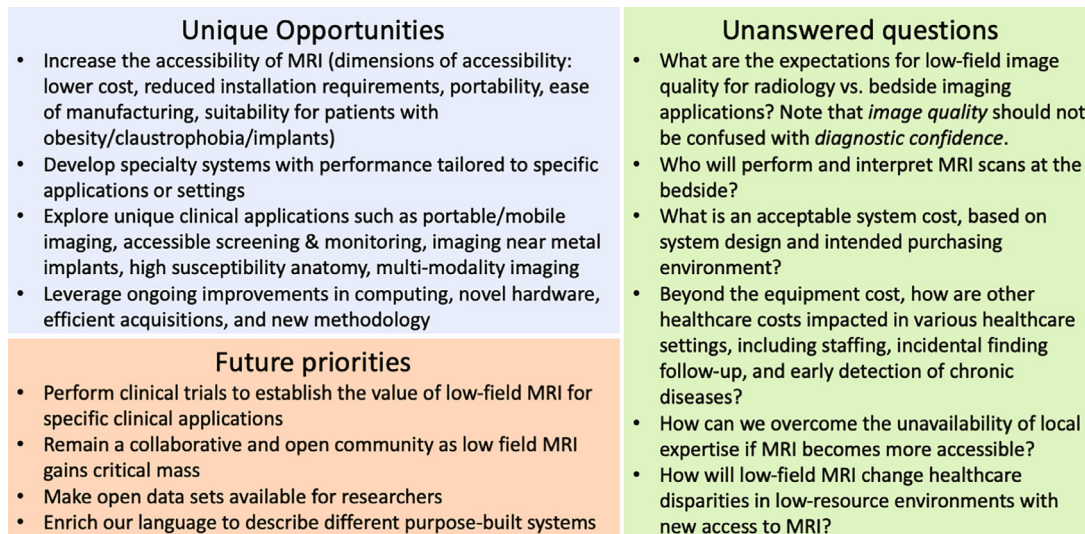 Unique Opportunities
• Increase the accessibility of MRI (dimensions of accessibility:
lower cost, reduced installation requirements, portability, ease
of manufacturing, suitability for patients with
obesity/claustrophobia/implants)
• Develop specialty systems with performance tailored to specific
applications or settings
• Explore unique clinical applications such as portable/mobile
imaging, accessible screening & monitoring, imaging near metal
implants, high susceptibility anatomy, multi-modality imaging
• Leverage ongoing improvements in computing, novel hardware,
efficient acquisitions, and new methodology
Future priorities
• Perform clinical trials to establish the value of low-field MRI for
specific clinical applications
• Remain a collaborative and open community as low field MRI
gains critical mass
• Make open data sets available for researchers
• Enrich our language to describe different purpose-built systems
Unanswered questions
• What are the expectations for low-field image
quality for radiology vs. bedside imaging
applications? Note that image quality should not
be confused with diagnostic confidence.
• Who will perform and interpret MRI scans at the
bedside?
• What is an acceptable system cost, based on
system design and intended purchasing
environment?
• Beyond the equipment cost, how are other
healthcare costs impacted in various healthcare
settings, including staffing, incidental finding
follow-up, and early detection of chronic
diseases?
• How can we overcome the unavailability of local
expertise if MRI becomes more accessible?
• How will low-field MRI change healthcare
disparities in low-resource environments with
new access to MRI?